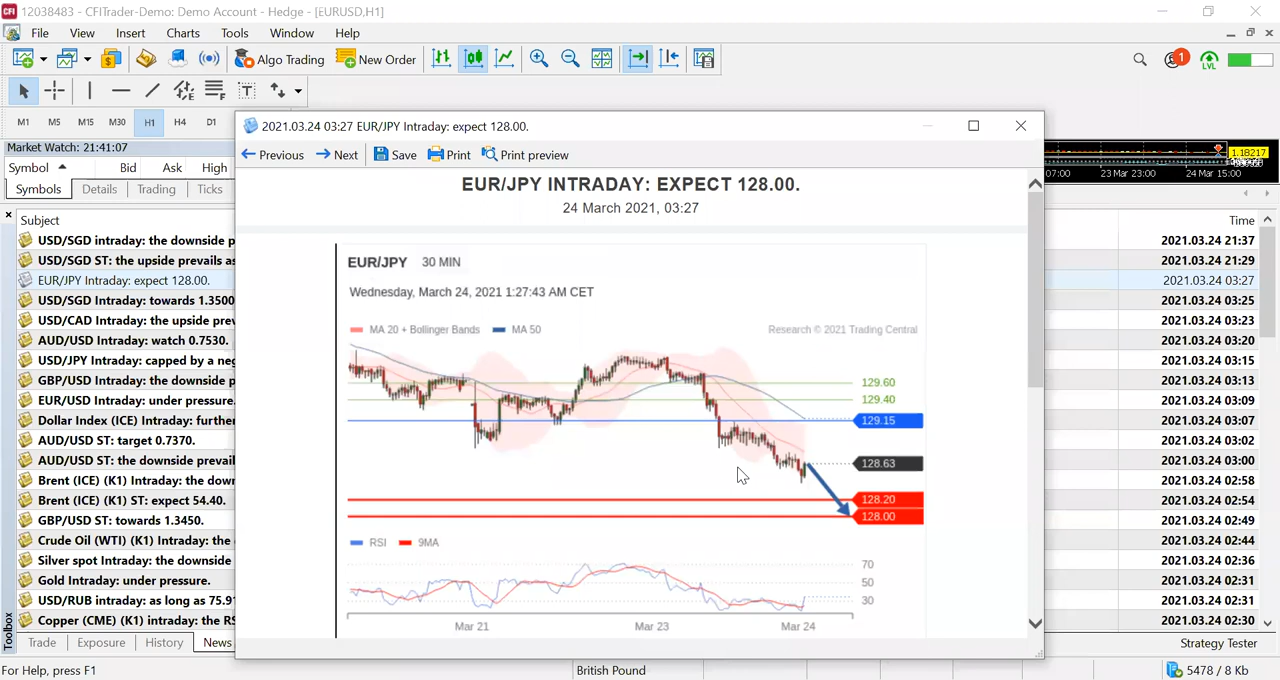 12038483 - CFITrader-Demo: Demo Account - Hedge - [EURUSD,H1]
File View Insert Charts Tools Window Help
Algo Trading New Order
1
LVL
M1 M5 M15 M30 H1 H4 D1
Market Watch: 21:41:07
Symbol Bid Ask High
Symbols Details Trading Ticks
1.18217
07:00 23 Mar 23:00 24 Mar 15:00
2021.03.24 03:27 EUR/JPY Intraday: expect 128.00.
Previous Next Save Print Print preview
EUR/JPY INTRADAY: EXPECT 128.00.
24 March 2021, 03:27
EUR/JPY 30 MIN
Wednesday, March 24, 2021 1:27:43 AM CET
MA 20 + Bollinger Bands MA 50 Research © 2021 Trading Central
129.60
129.40
129.15
128.63
128.20
128.00
RSI 9MA
70
50
30
Mar 21 Mar 23 Mar 24
Subject Time
USD/SGD intraday: the downside p 2021.03.24 21:37
USD/SGD ST: the upside prevails as 2021.03.24 21:29
EUR/JPY Intraday: expect 128.00. 2021.03.24 03:27
USD/SGD Intraday: towards 1.3500 2021.03.24 03:25
USD/CAD Intraday: the upside prev 2021.03.24 03:23
AUD/USD Intraday: watch 0.7530. 2021.03.24 03:20
USD/JPY Intraday: capped by a neg 2021.03.24 03:15
GBP/USD Intraday: the downside p 2021.03.24 03:13
EUR/USD Intraday: under pressure. 2021.03.24 03:09
Dollar Index (ICE) Intraday: further 2021.03.24 03:07
AUD/USD ST: target 0.7370. 2021.03.24 03:02
AUD/USD ST: the downside prevail 2021.03.24 03:00
Brent (ICE) (K1) Intraday: the down 2021.03.24 02:58
Brent (ICE) (K1) ST: expect 54.40. 2021.03.24 02:54
GBP/USD ST: towards 1.3450. 2021.03.24 02:49
Crude Oil (WTI) (K1) Intraday: the 2021.03.24 02:44
Silver spot Intraday: the downside 2021.03.24 02:36
Gold Intraday: under pressure. 2021.03.24 02:31
USD/RUB intraday: as long as 75.91 2021.03.24 02:31
Copper (CME) (K1) intraday: the RS 2021.03.24 02:30
Toolbox
Trade Exposure History News Strategy Tester
For Help, press F1 British Pound 5478 / 8 Kb